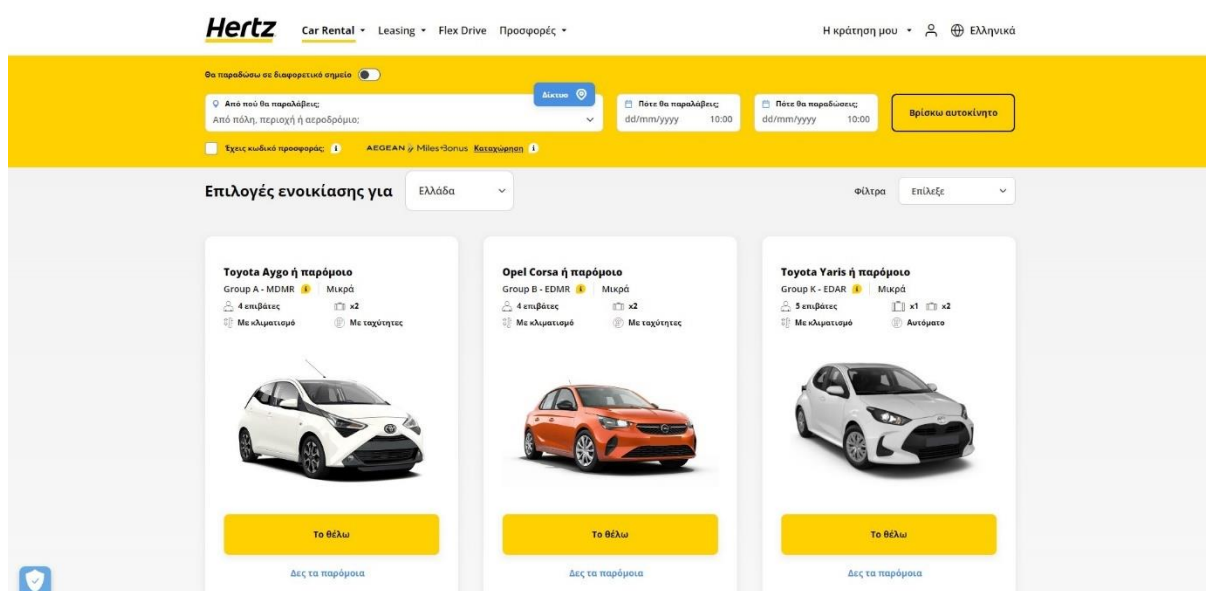 Hertz Car Rental Leasing Flex Drive Προσφορές Η κράτηση μου Ελληνικά
Θα παραδώσω σε διαφορετικό σημείο
Δίκτυο
Από πού θα παραλάβεις; Πότε θα παραλάβεις; Πότε θα παραδώσεις;
Από πόλη, περιοχή ή αεροδρόμιο; dd/mm/yyyy 10:00 dd/mm/yyyy 10:00 Βρίσκω αυτοκίνητο
Έχεις κωδικό προσφοράς; i AEGEAN Miles+Bonus Καταχώρηση i
Επιλογές ενοικίασης για Ελλάδα Φίλτρα Επίλεξε
Toyota Aygo ή παρόμοιο
Group A - MDMR i Μικρά
4 επιβάτες x2
Με κλιματισμό Με ταχύτητες
Το θέλω
Δες τα παρόμοια
Opel Corsa ή παρόμοιο
Group B - EDMR i Μικρά
4 επιβάτες x2
Με κλιματισμό Με ταχύτητες
Το θέλω
Δες τα παρόμοια
Toyota Yaris ή παρόμοιο
Group K - EDAR i Μικρά
5 επιβάτες x1 x2
Με κλιματισμό Αυτόματο
Το θέλω
Δες τα παρόμοια